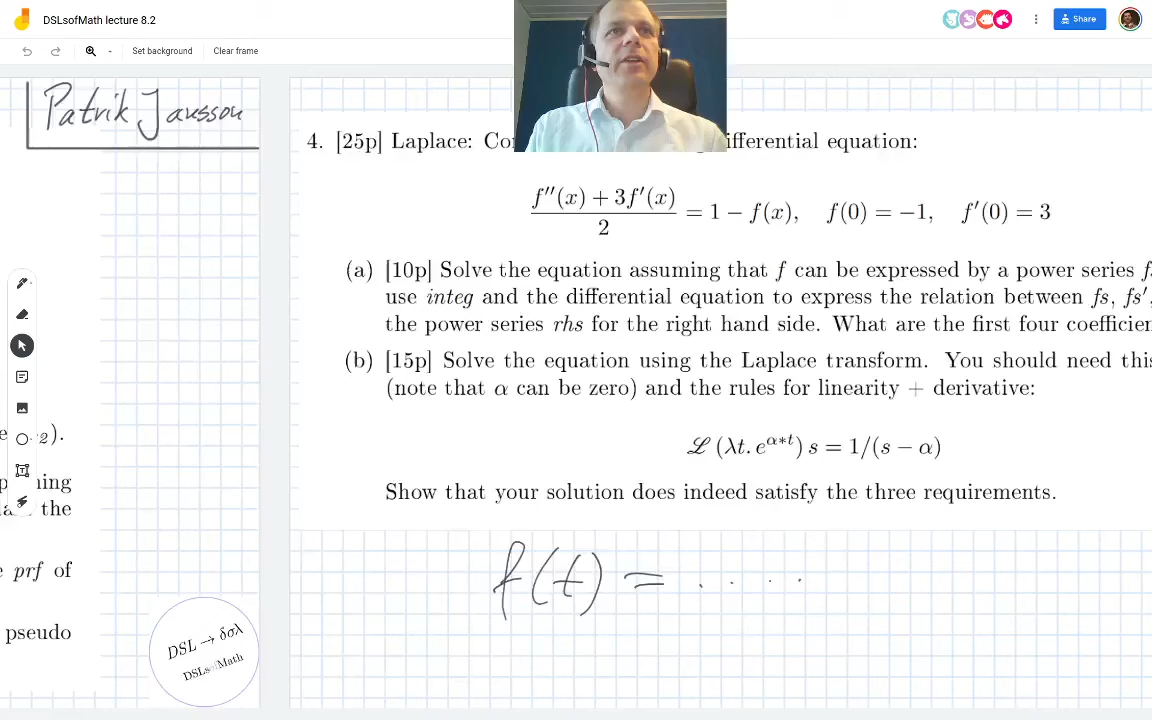 DSLsofMath lecture 8.2
Share
Set background
Clear frame
Patrik Jansson
4. [25p] Laplace: Co ifferential equation:
f''(x) + 3f'(x)
2
= 1 − f(x), f(0) = −1, f'(0) = 3
(a) [10p] Solve the equation assuming that f can be expressed by a power series f
use integ and the differential equation to express the relation between fs, fs',
the power series rhs for the right hand side. What are the first four coefficien
(b) [15p] Solve the equation using the Laplace transform. You should need this
(note that α can be zero) and the rules for linearity + derivative:
ℒ (λt. e^{α∗t}) s = 1/(s − α)
Show that your solution does indeed satisfy the three requirements.
2).
ing
the
prf of
pseudo
f(t) = .....
DSL → δσλ
DSLsofMath